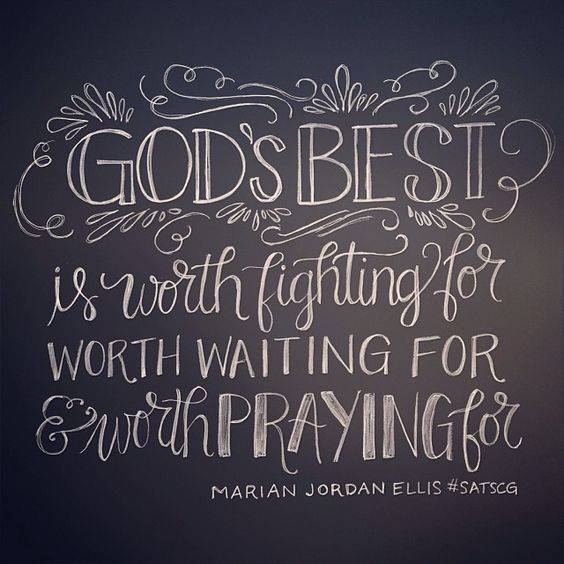 GOD'S BEST
is worth fighting for
WORTH WAITING FOR
& worth PRAYING for
MARIAN JORDAN ELLIS #SATSCG